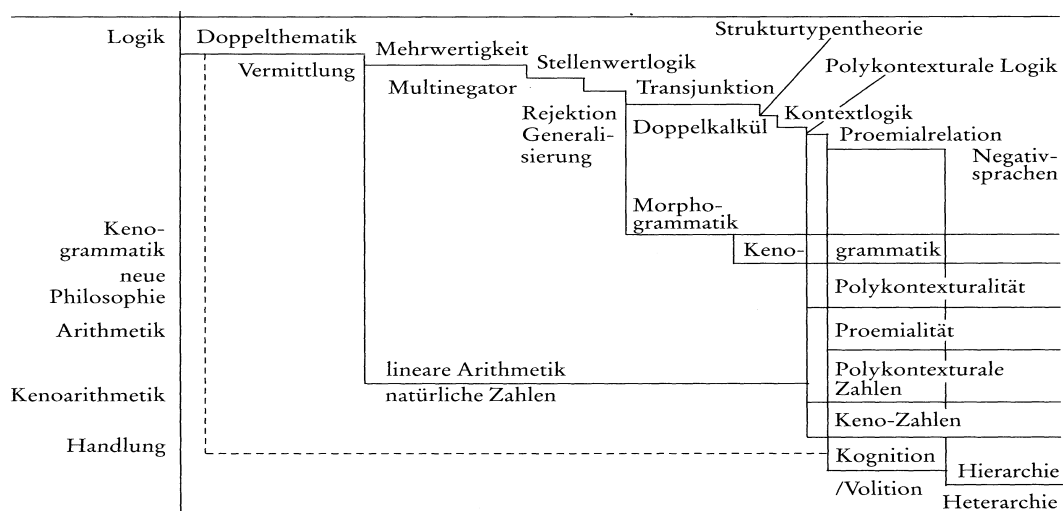 Strukturtypentheorie
Logik
Doppelthematik
Mehrwertigkeit
Vermittlung
Stellenwertlogik
Polykontexturale Logik
Multinegator
Transjunktion
Rejektion
Generali-
sierung
Doppelkalkül
Kontextlogik
Proemialrelation
Negativ-
sprachen
Morpho-
grammatik
Keno-
grammatik
Keno-
grammatik
neue
Philosophie
Polykontexturalität
Arithmetik
Proemialität
lineare Arithmetik
natürliche Zahlen
Polykontexturale
Zahlen
Kenoarithmetik
Keno-Zahlen
Handlung
Kognition
/Volition
Hierarchie
Heterarchie